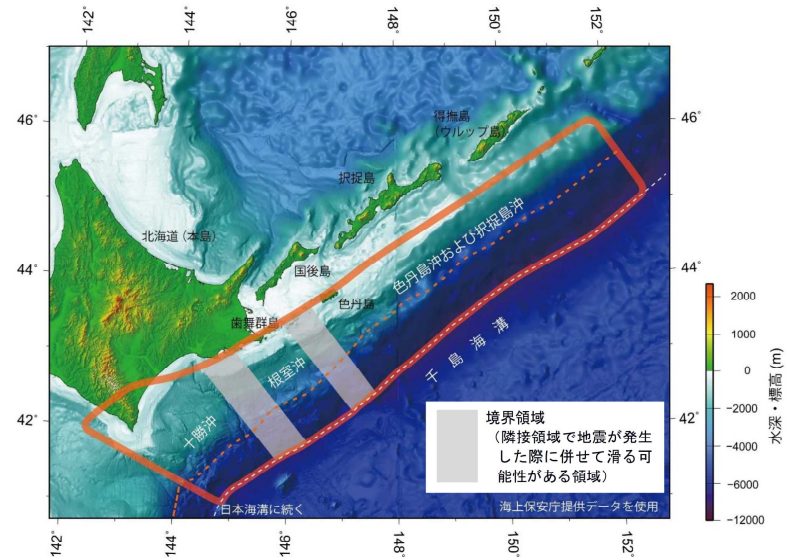 142°
144°
146°
148°
150°
152°
46°
44°
42°
46°
44°
42°
142°
144°
146°
148°
150°
152°
得撫島
(ウルップ島)
択捉島
北海道(本島)
国後島
色丹島
歯舞群島
色丹島沖および択捉島沖
根室沖
十勝沖
千島海溝
日本海溝に続く
海上保安庁提供データを使用
境界領域
(隣接領域で地震が発生
した際に併せて滑る可
能性がある領域)
2000
1000
0
−2000
−4000
−6000
−12000
水深・標高 (m)